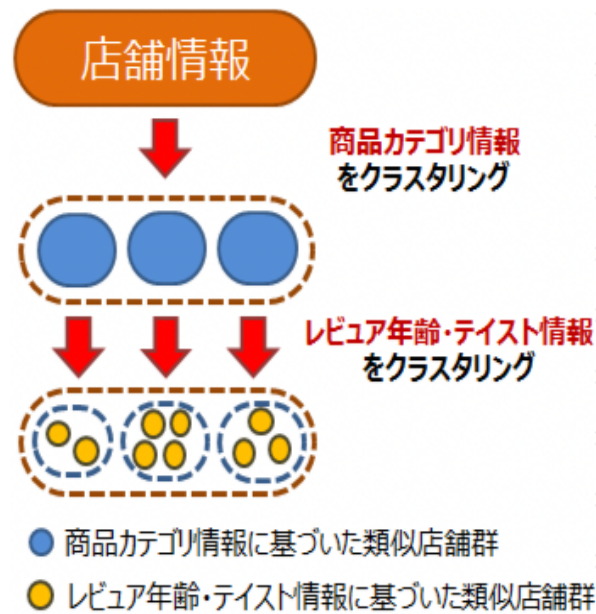 店舗情報
商品カテゴリ情報
をクラスタリング
レビュア年齢・テイスト情報
をクラスタリング
商品カテゴリ情報に基づいた類似店舗群
レビュア年齢・テイスト情報に基づいた類似店舗群